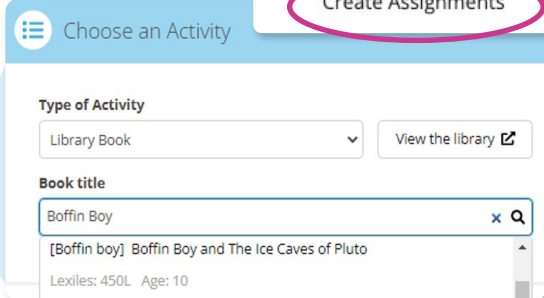 Create Assignments
Choose an Activity
Type of Activity
Library Book
View the library
Book title
Boffin Boy
[Boffin boy] Boffin Boy and The Ice Caves of Pluto
Lexiles: 450L Age: 10